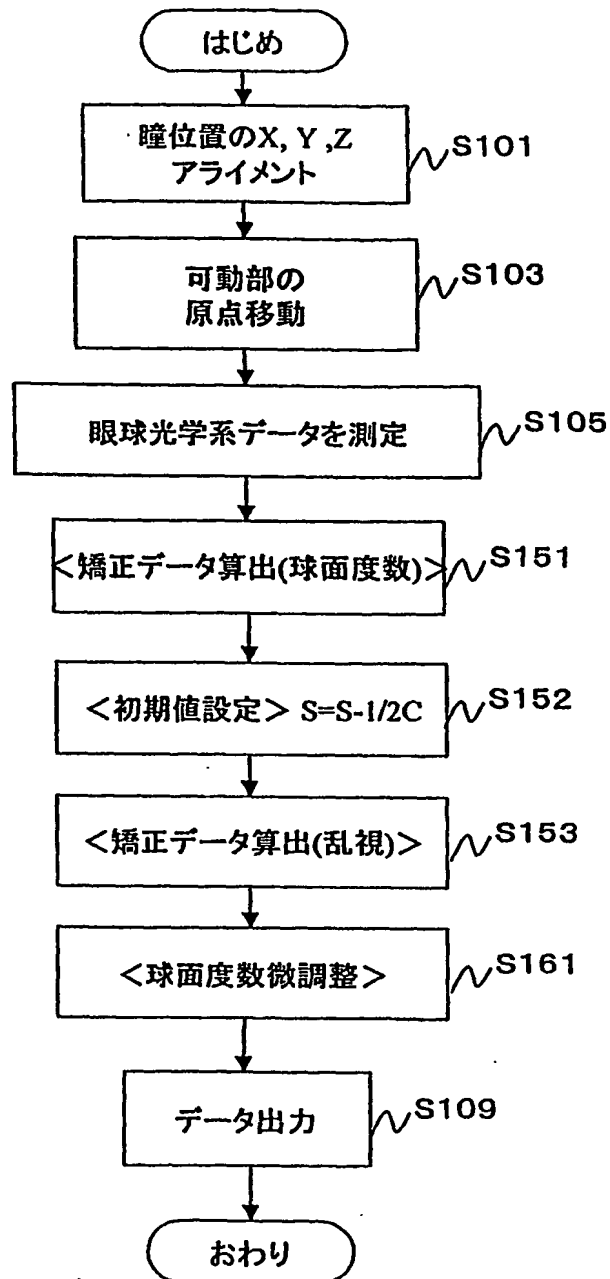 はじめ
瞳位置のX, Y ,Z
アライメント
S101
可動部の
原点移動
S103
眼球光学系データを測定
S105
<矯正データ算出(球面度数)>
S151
<初期値設定> S=S-1/2C
S152
<矯正データ算出(乱視)>
S153
<球面度数微調整>
S161
データ出力
S109
おわり